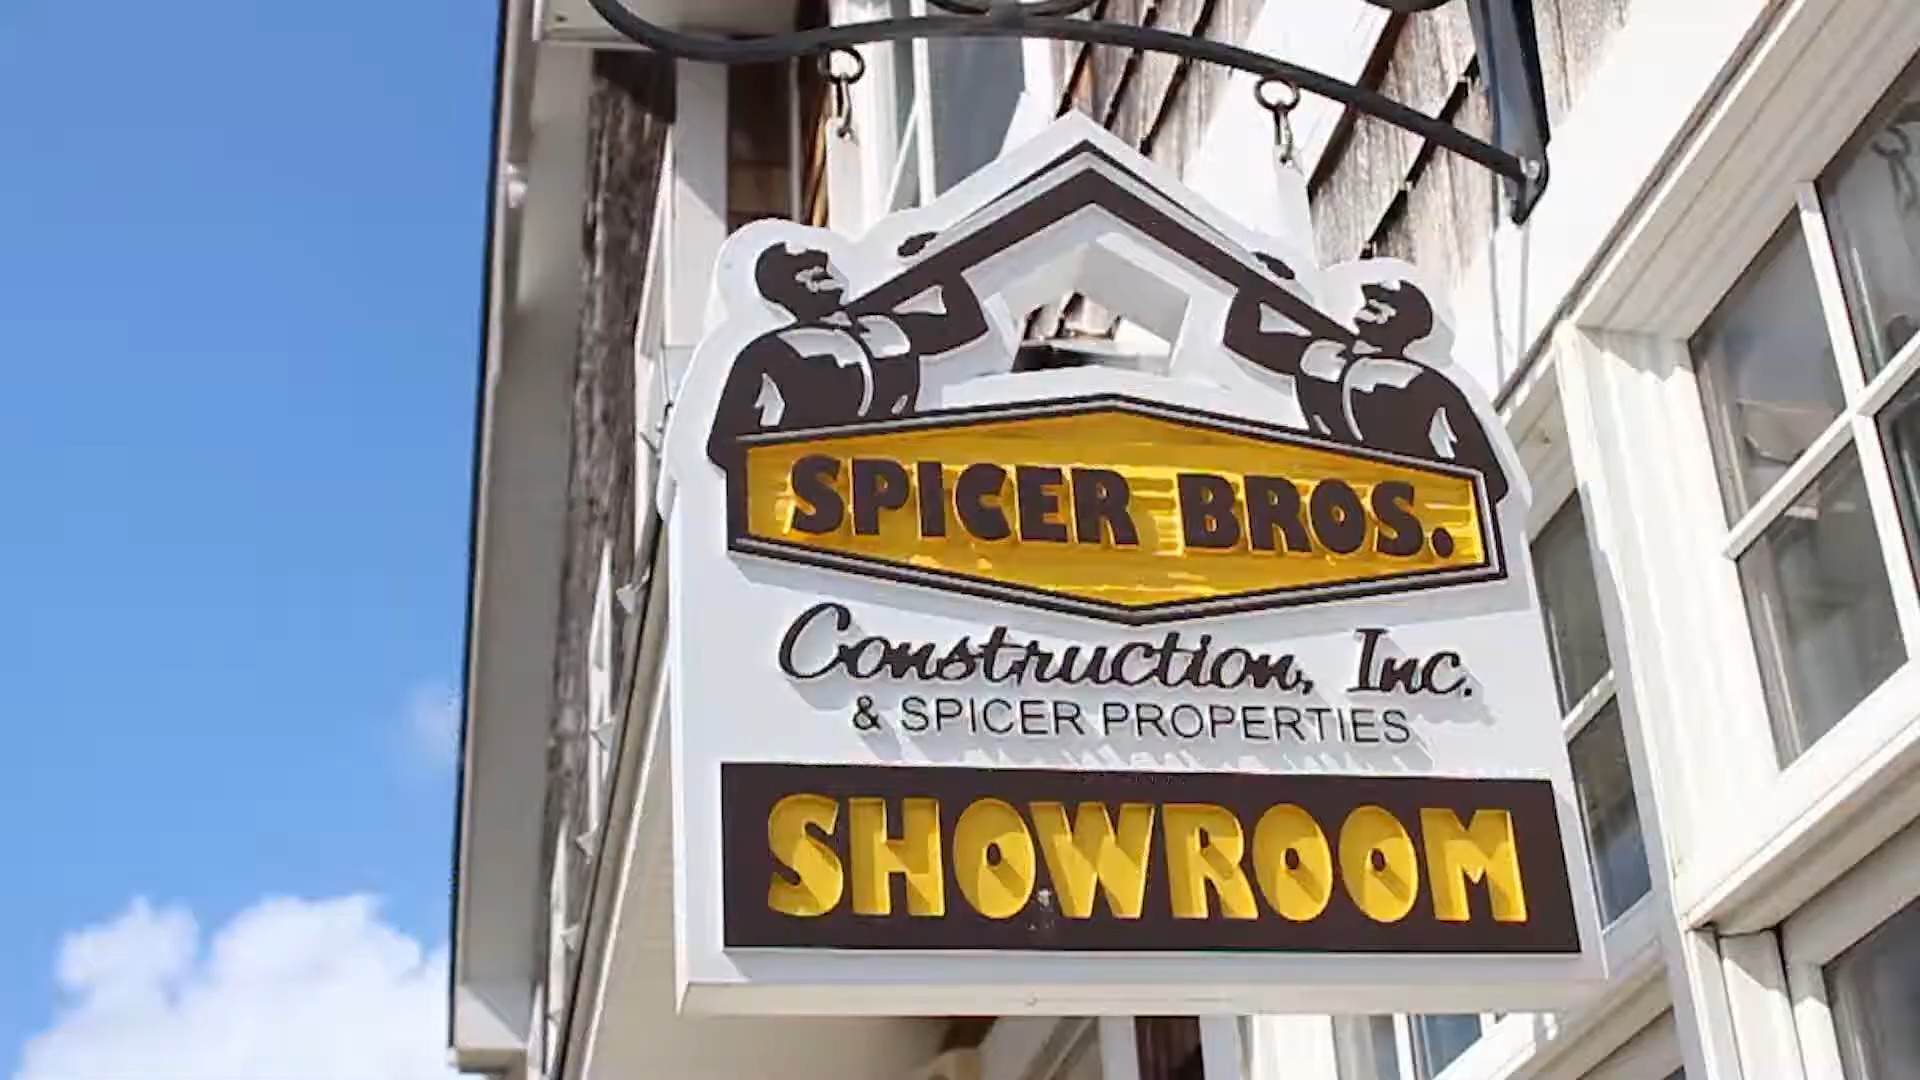 SPICER BROS.
Construction, Inc.
& SPICER PROPERTIES
SHOWROOM